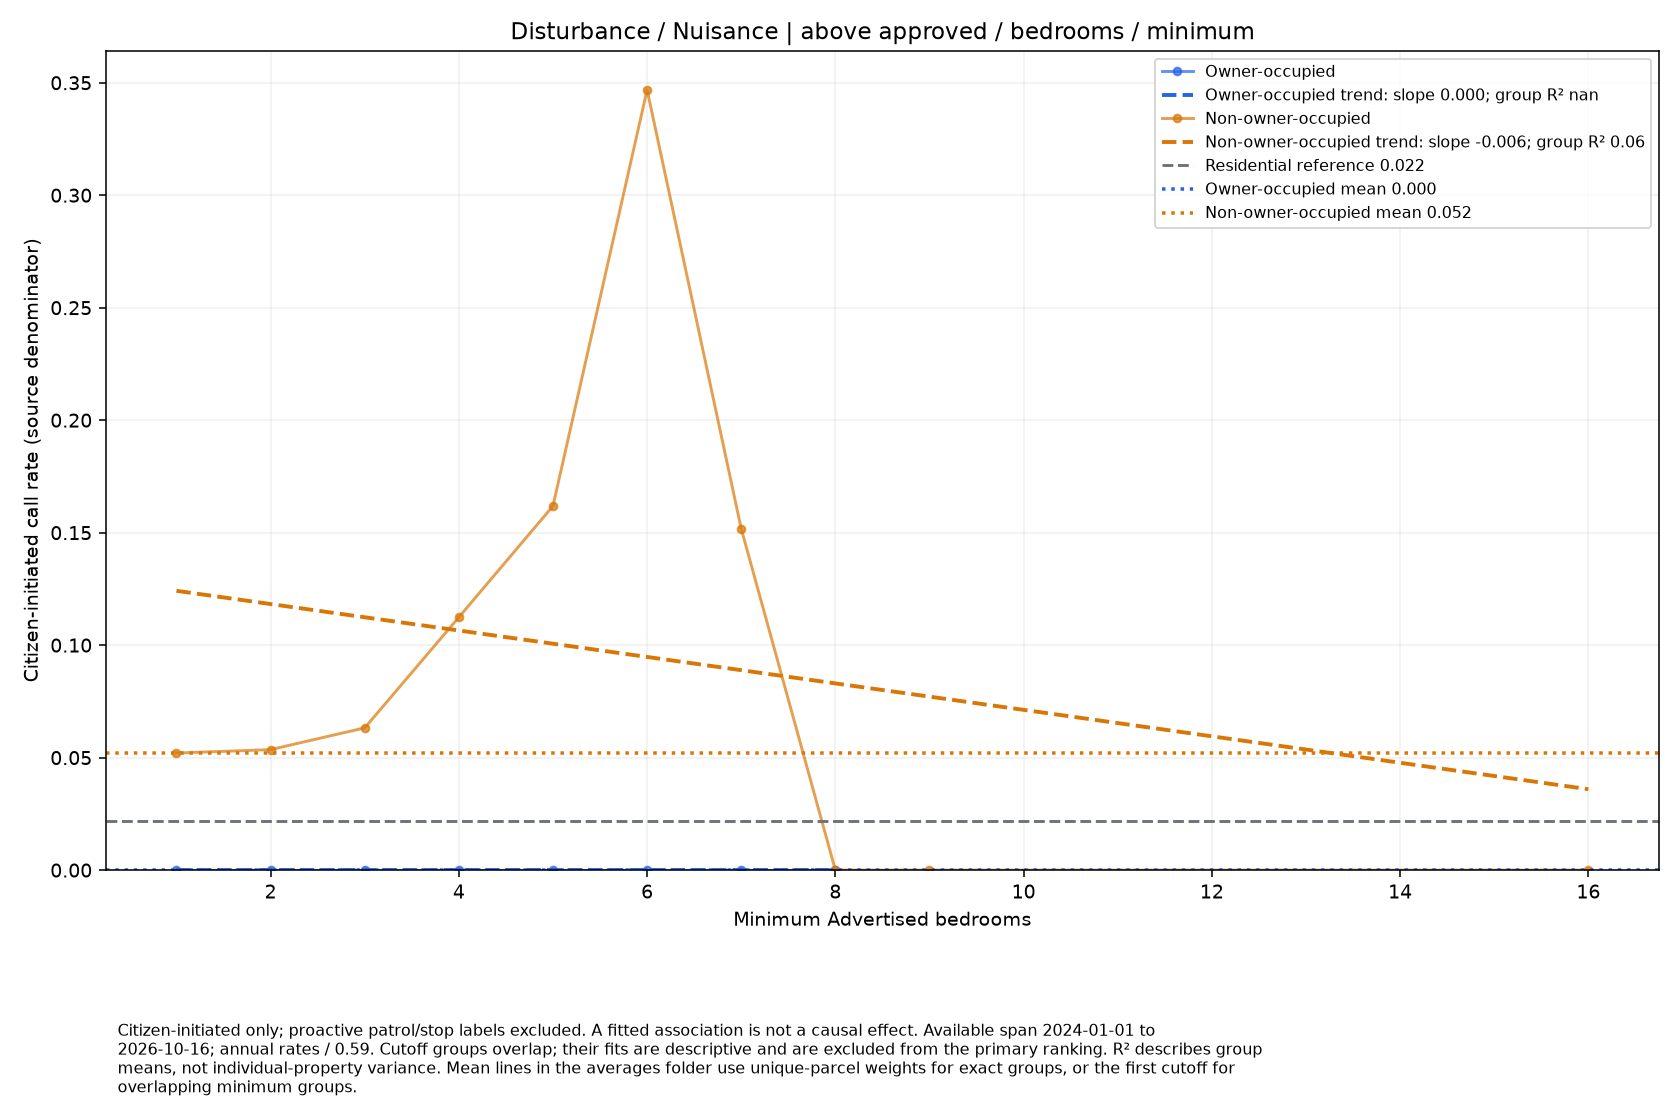 Disturbance / Nuisance | above approved / bedrooms / minimum
Owner-occupied
Owner-occupied trend: slope 0.000; group R² nan
Non-owner-occupied
Non-owner-occupied trend: slope -0.006; group R² 0.06
Residential reference 0.022
Owner-occupied mean 0.000
Non-owner-occupied mean 0.052
Citizen-initiated call rate (source denominator)
0.35
0.30
0.25
0.20
0.15
0.10
0.05
0.00
2 4 6 8 10 12 14 16
Minimum Advertised bedrooms
Citizen-initiated only; proactive patrol/stop labels excluded. A fitted association is not a causal effect. Available span 2024-01-01 to
2026-10-16; annual rates / 0.59. Cutoff groups overlap; their fits are descriptive and are excluded from the primary ranking. R² describes group
means, not individual-property variance. Mean lines in the averages folder use unique-parcel weights for exact groups, or the first cutoff for
overlapping minimum groups.